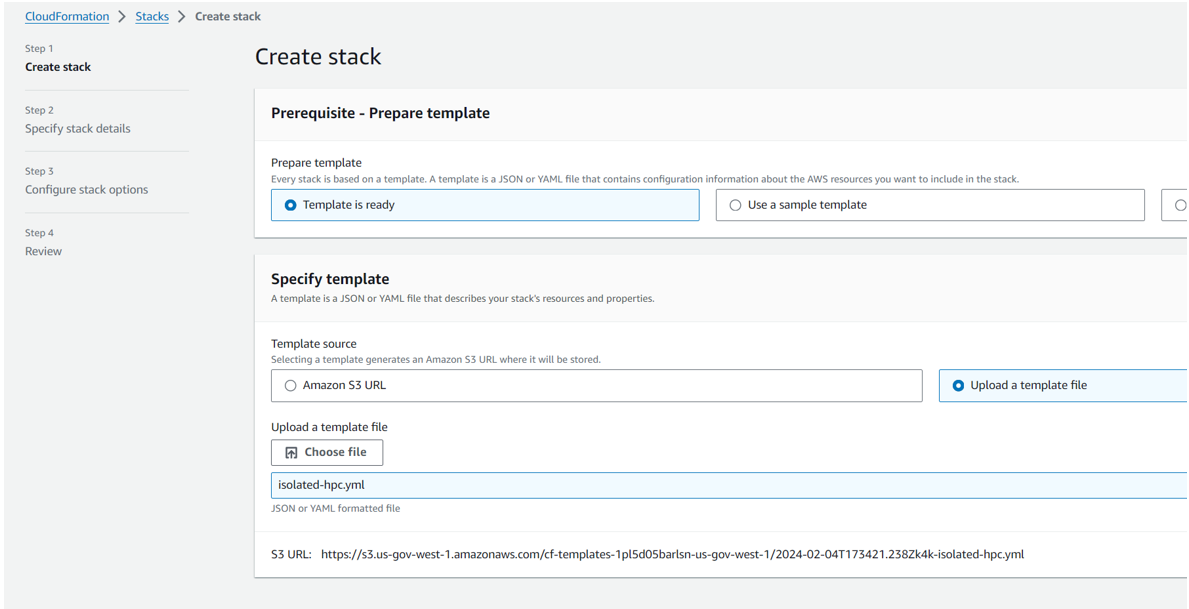 CloudFormation > Stacks > Create stack
Step 1
Create stack
Step 2
Specify stack details
Step 3
Configure stack options
Step 4
Review
Create stack
Prerequisite - Prepare template
Prepare template
Every stack is based on a template. A template is a JSON or YAML file that contains configuration information about the AWS resources you want to include in the stack.
Template is ready
Use a sample template
Specify template
A template is a JSON or YAML file that describes your stack's resources and properties.
Template source
Selecting a template generates an Amazon S3 URL where it will be stored.
Amazon S3 URL
Upload a template file
Upload a template file
Choose file
isolated-hpc.yml
JSON or YAML formatted file
S3 URL: https://s3.us-gov-west-1.amazonaws.com/cf-templates-1pl5d05barlsn-us-gov-west-1/2024-02-04T173421.238Zk4k-isolated-hpc.yml